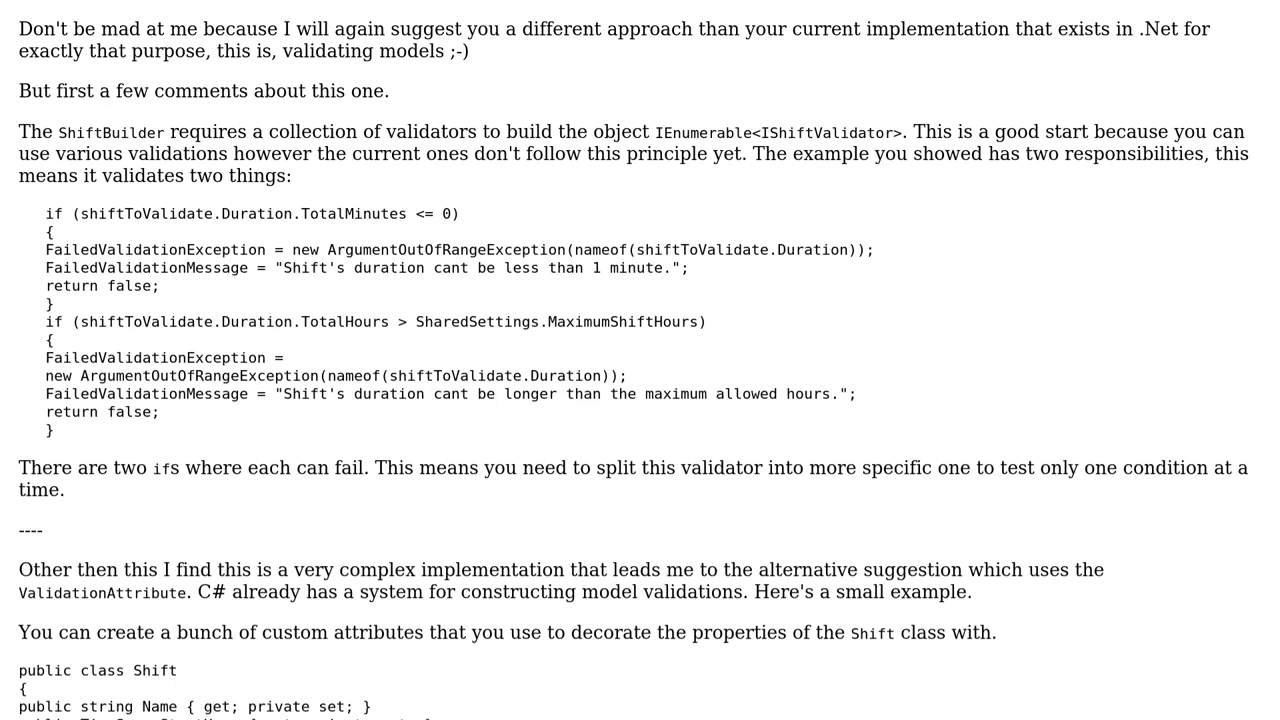 Don't be mad at me because I will again suggest you a different approach than your current implementation that exists in .Net for
exactly that purpose, this is, validating models ;-)
But first a few comments about this one.
The ShiftBuilder requires a collection of validators to build the object IEnumerable<IShiftValidator>. This is a good start because you can
use various validations however the current ones don't follow this principle yet. The example you showed has two responsibilities, this
means it validates two things:
if (shiftToValidate.Duration.TotalMinutes <= 0)
{
FailedValidationException = new ArgumentOutOfRangeException(nameof(shiftToValidate.Duration));
FailedValidationMessage = "Shift's duration cant be less than 1 minute.";
return false;
}
if (shiftToValidate.Duration.TotalHours > SharedSettings.MaximumShiftHours)
{
FailedValidationException =
new ArgumentOutOfRangeException(nameof(shiftToValidate.Duration));
FailedValidationMessage = "Shift's duration cant be longer than the maximum allowed hours.";
return false;
}
There are two ifs where each can fail. This means you need to split this validator into more specific one to test only one condition at a
time.
----
Other then this I find this is a very complex implementation that leads me to the alternative suggestion which uses the
ValidationAttribute. C# already has a system for constructing model validations. Here's a small example.
You can create a bunch of custom attributes that you use to decorate the properties of the Shift class with.
public class Shift
{
public string Name { get; private set; }